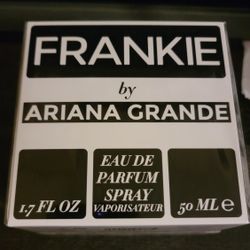 FRANKIE
by
ARIANA GRANDE
EAU DE
PARFUM
SPRAY
VAPORISATEUR
1.7 FL OZ
50 ML e